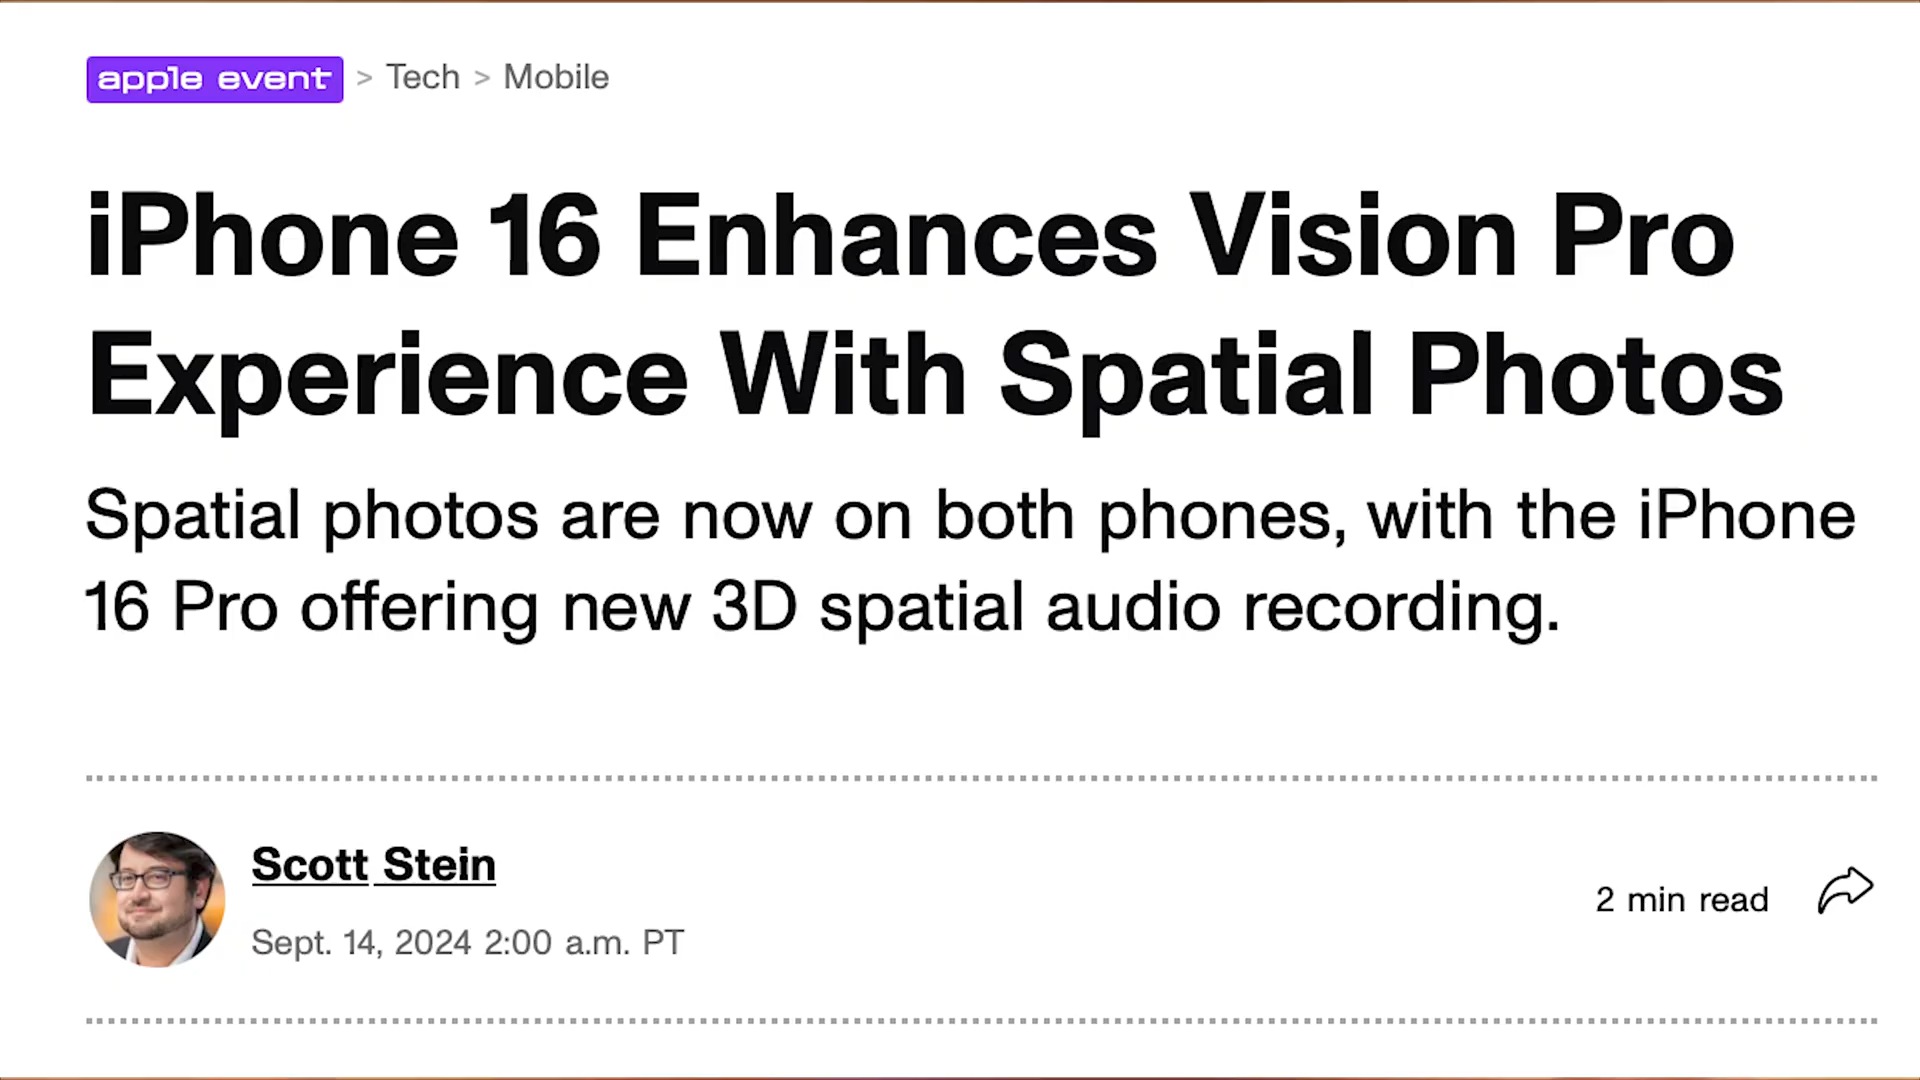 apple event > Tech > Mobile
iPhone 16 Enhances Vision Pro
Experience With Spatial Photos
Spatial photos are now on both phones, with the iPhone
16 Pro offering new 3D spatial audio recording.
Scott Stein
2 min read
Sept. 14, 2024 2:00 a.m. PT